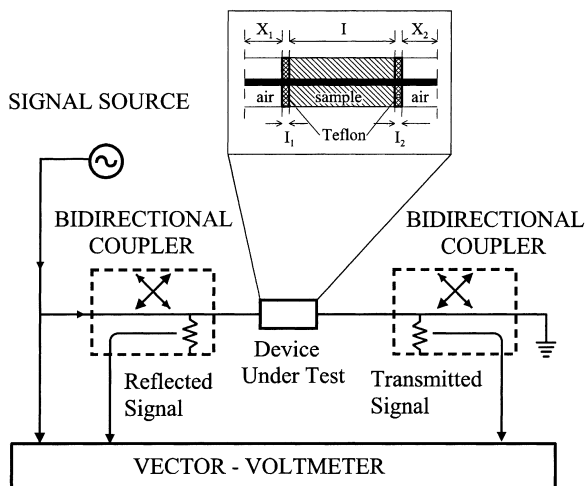 X₁ I X₂
air sample air
Teflon
I₁ I₂
SIGNAL SOURCE
BIDIRECTIONAL
COUPLER
BIDIRECTIONAL
COUPLER
Device
Under Test
Reflected
Signal
Transmitted
Signal
VECTOR - VOLTMETER